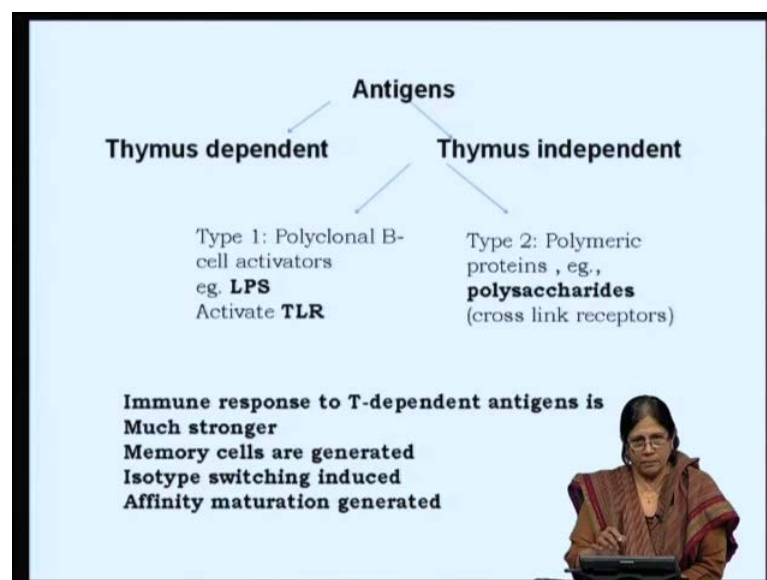 Antigens
Thymus dependent
Thymus independent
Type 1: Polyclonal B-
cell activators
eg. LPS
Activate TLR
Type 2: Polymeric
proteins , eg.,
polysaccharides
(cross link receptors)
Immune response to T-dependent antigens is
Much stronger
Memory cells are generated
Isotype switching induced
Affinity maturation generated